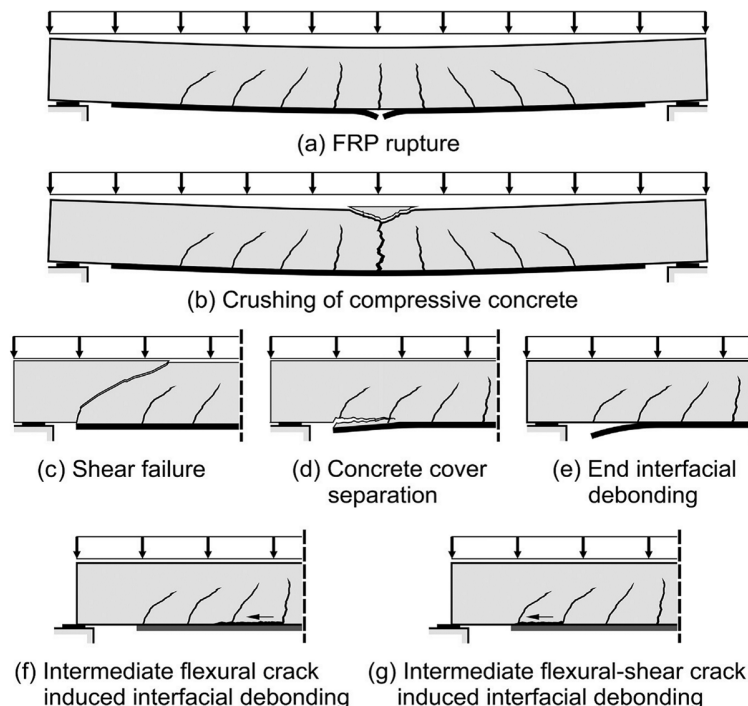 (a) FRP rupture
(b) Crushing of compressive concrete
(c) Shear failure
(d) Concrete cover
separation
(e) End interfacial
debonding
(f) Intermediate flexural crack
induced interfacial debonding
(g) Intermediate flexural-shear crack
induced interfacial debonding